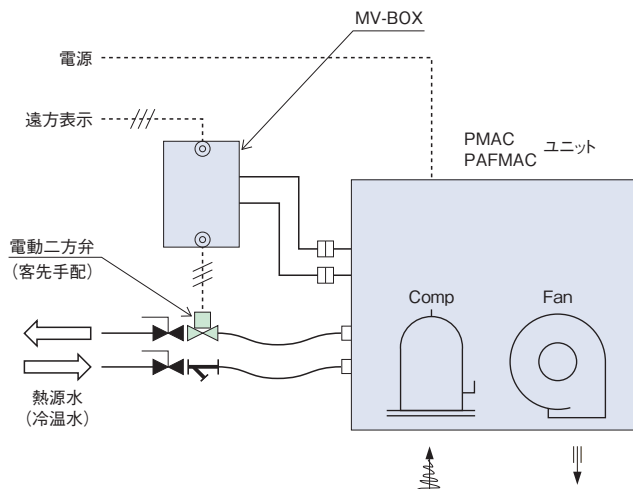 MV-BOX
電源
遠方表示
PMAC
PAFMAC
ユニット
電動二方弁
(客先手配)
Comp
Fan
熱源水
(冷温水)